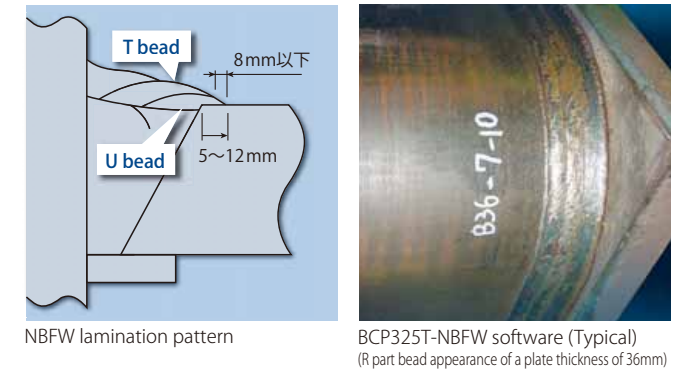 T bead
8mm以下
U bead
5～12mm
NBFW lamination pattern
B36-7-10
BCP325T-NBFW software (Typical)
(R part bead appearance of a plate thickness of 36mm)